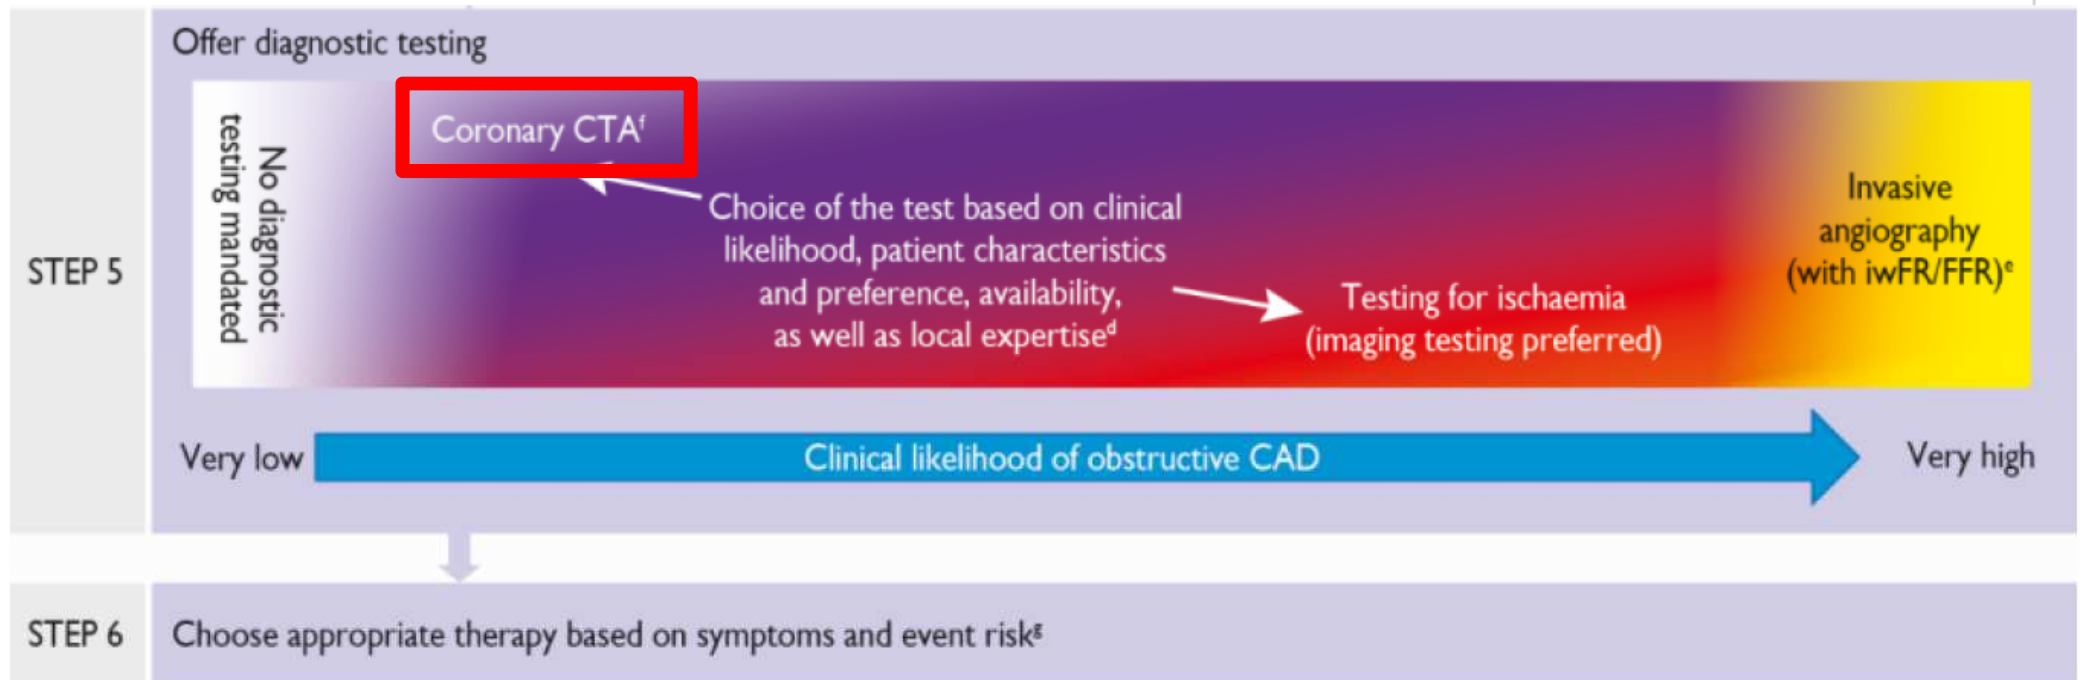 Offer diagnostic testing
No diagnostic
testing mandated
Coronary CTAᶠ
Choice of the test based on clinical
likelihood, patient characteristics
and preference, availability,
as well as local expertiseᵈ
Testing for ischaemia
(imaging testing preferred)
Invasive
angiography
(with iwFR/FFR)ᵉ
STEP 5
Very low
Clinical likelihood of obstructive CAD
Very high
STEP 6
Choose appropriate therapy based on symptoms and event riskᵍ